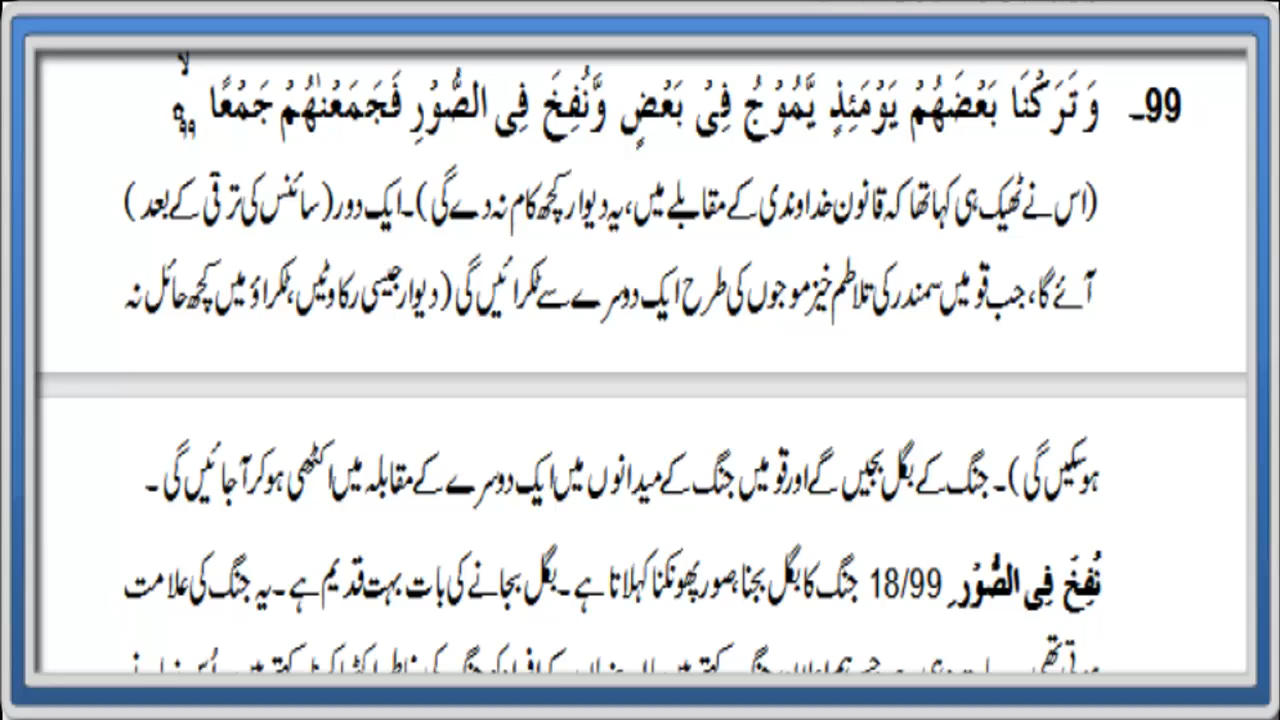 99۔ وَ تَرَكْنَا بَعْضَهُمْ يَوْمَئِذٍ يَّمُوْجُ فِىْ بَعْضٍ وَّنُفِخَ فِى الصُّوْرِ فَجَمَعْنٰهُمْ جَمْعًا ۙ﴿۹۹﴾
(اس نے ٹھیک ہی کہا تھا کہ قانون خداوندی کے مقابلے میں، یہ دیوار کچھ کام نہ دے گی)۔ ایک دور (سائنس کی ترقی کے بعد)
آئے گا، جب قومیں سمندر کی تلاطم خیز موجوں کی طرح ایک دوسرے سے ٹکرائیں گی (دیوار جیسی رکاوٹیں، ٹکراؤ میں کچھ حائل نہ
ہوسکیں گی)۔ جنگ کے بگل بجیں گے اور قومیں جنگ کے میدانوں میں ایک دوسرے کے مقابلہ میں اکٹھی ہوکر آجائیں گی۔
نُفِخَ فِى الصُّوْرِ 18/99 جنگ کا بگل بجنا، صور پھونکنا کہلاتا ہے۔ بگل بجانے کی بات بہت قدیم ہے۔ یہ جنگ کی علامت
ہوتی تھی